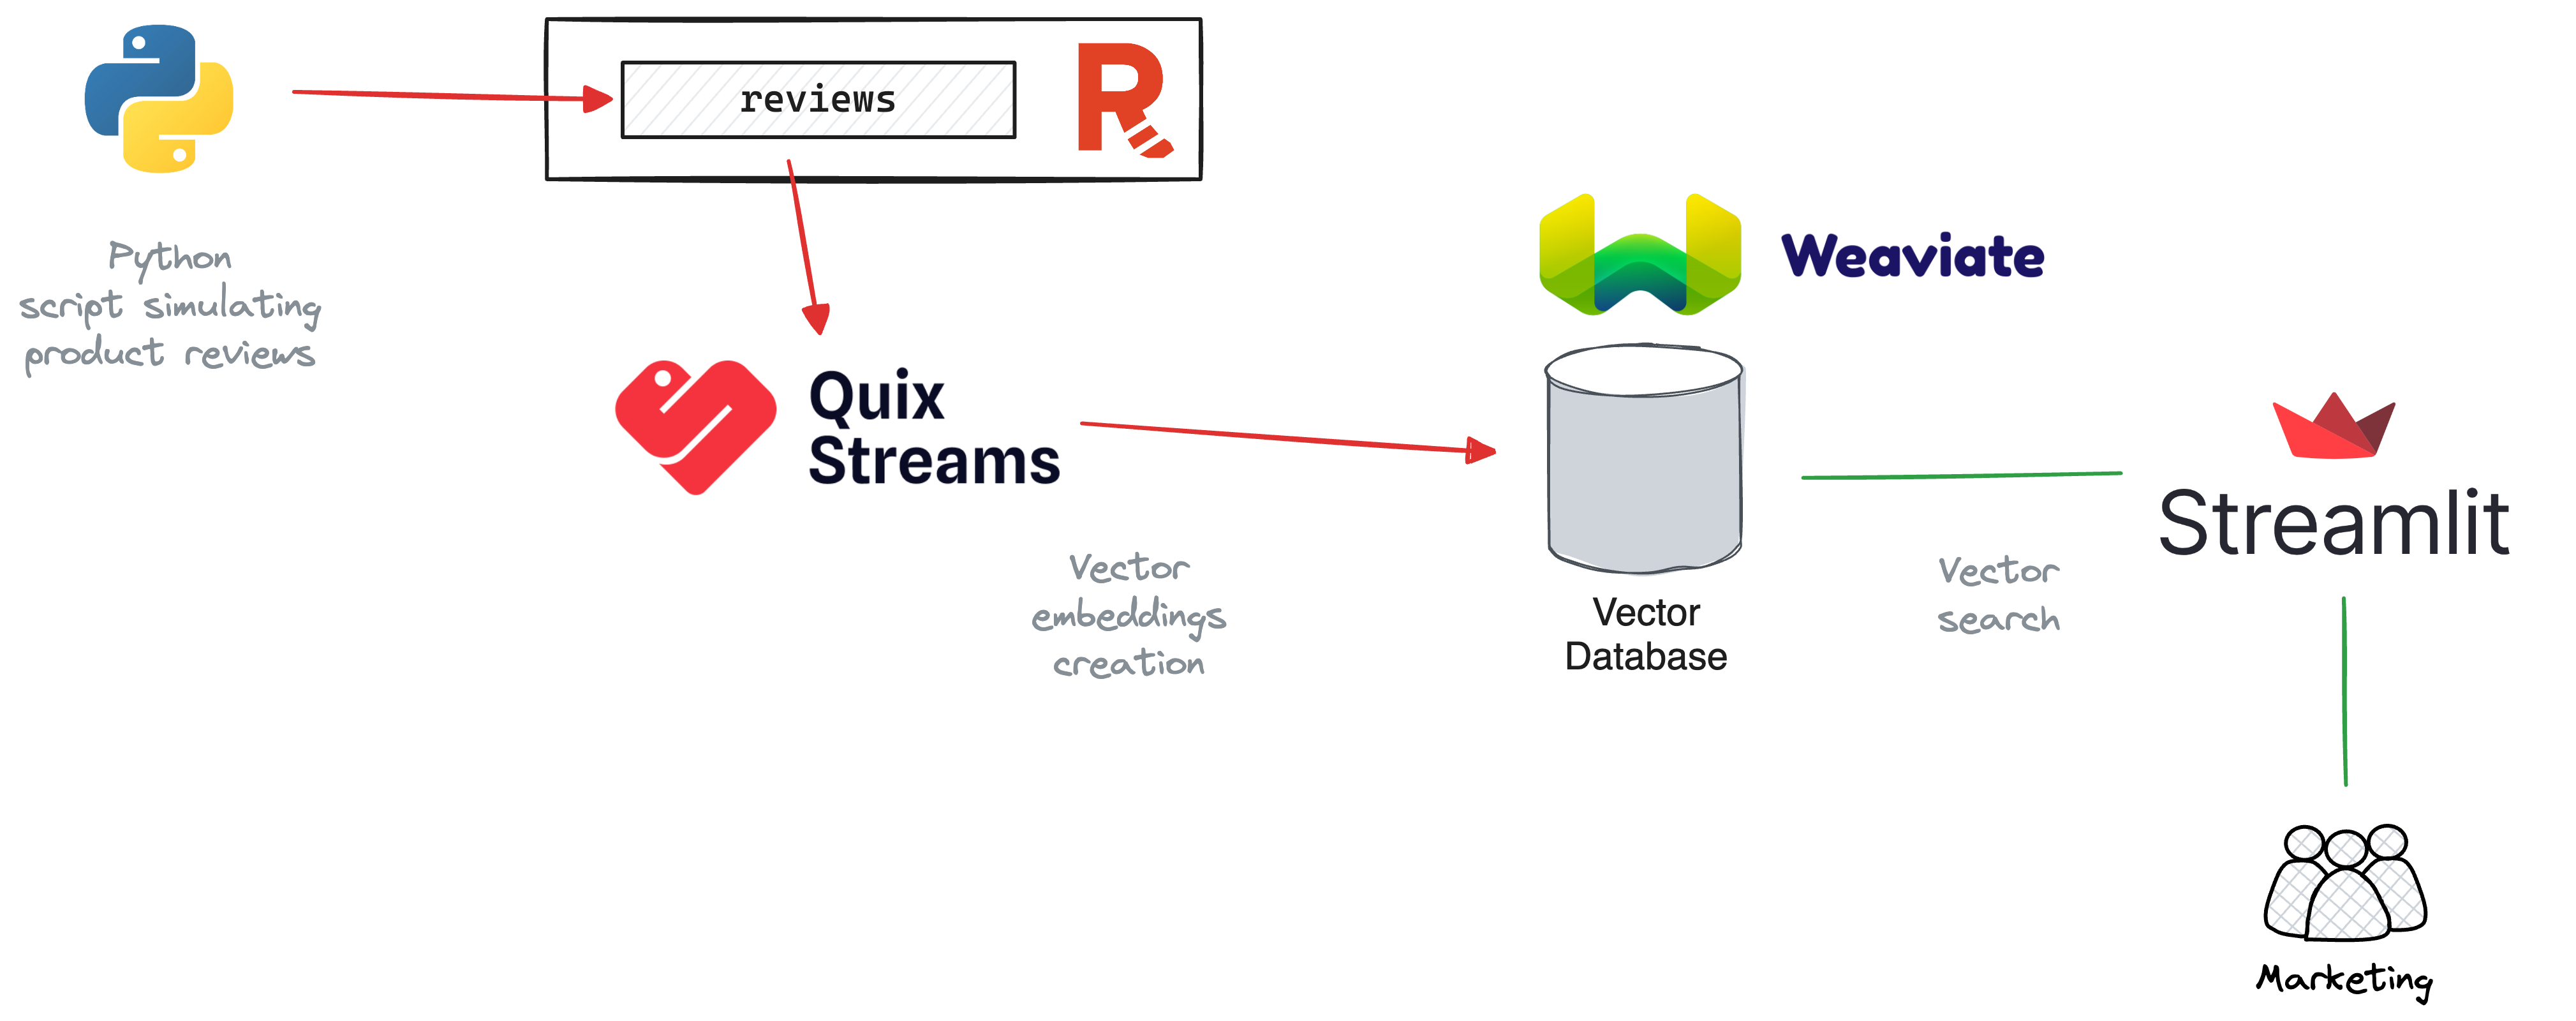 reviews
Python
script simulating
product reviews
Weaviate
Quix
Streams
Streamlit
Vector
embeddings
creation
Vector
Database
Vector
search
Marketing